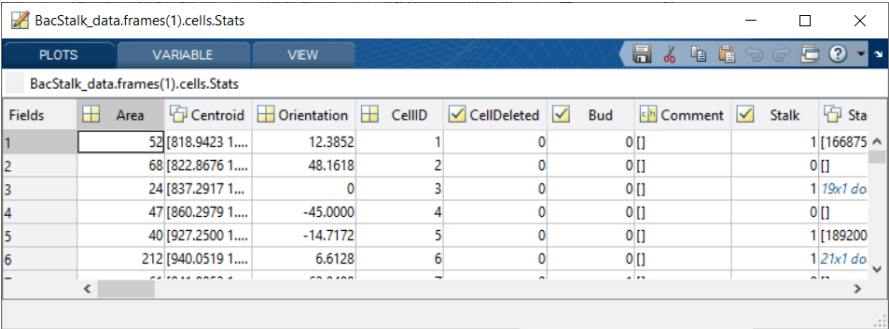 BacStalk_data.frames(1).cells.Stats
PLOTS VARIABLE VIEW
BacStalk_data.frames(1).cells.Stats
Fields Area Centroid Orientation CellID CellDeleted Bud Comment Stalk Sta
1 52 [818.9423 1.... 12.3852 1 0 0 [] 1 [166875
2 68 [822.8676 1.... 48.1618 2 0 0 [] 0 []
3 24 [837.2917 1.... 0 3 0 0 [] 1 19x1 do
4 47 [860.2979 1.... -45.0000 4 0 0 [] 0 []
5 40 [927.2500 1.... -14.7172 5 0 0 [] 1 [189200
6 212 [940.0519 1.... 6.6128 6 0 0 [] 1 21x1 do